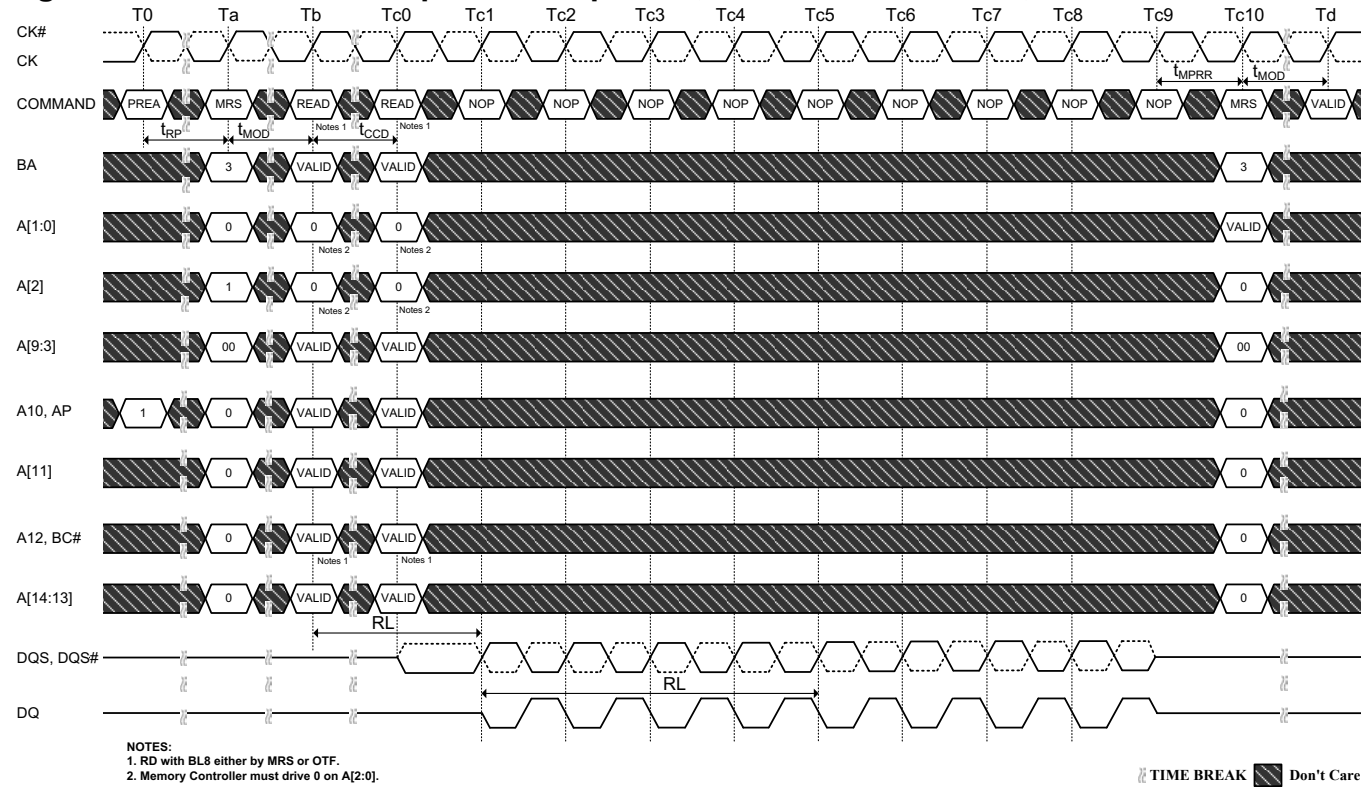 T0 Ta Tb Tc0 Tc1 Tc2 Tc3 Tc4 Tc5 Tc6 Tc7 Tc8 Tc9 Tc10 Td
CK#
CK
tMPRR tMOD
COMMAND PREA MRS READ READ NOP NOP NOP NOP NOP NOP NOP NOP NOP MRS VALID
Notes 1 Notes 1
tRP tMOD tCCD
BA 3 VALID VALID 3
A[1:0] 0 0 0 VALID
Notes 2 Notes 2
A[2] 1 0 0 0
Notes 2 Notes 2
A[9:3] 00 VALID VALID 00
A10, AP 1 0 VALID VALID 0
A[11] 0 VALID VALID 0
A12, BC# 0 VALID VALID 0
Notes 1 Notes 1
A[14:13] 0 VALID VALID 0
RL
DQS, DQS#
RL
DQ
NOTES:
1. RD with BL8 either by MRS or OTF.
2. Memory Controller must drive 0 on A[2:0].
TIME BREAK Don't Care